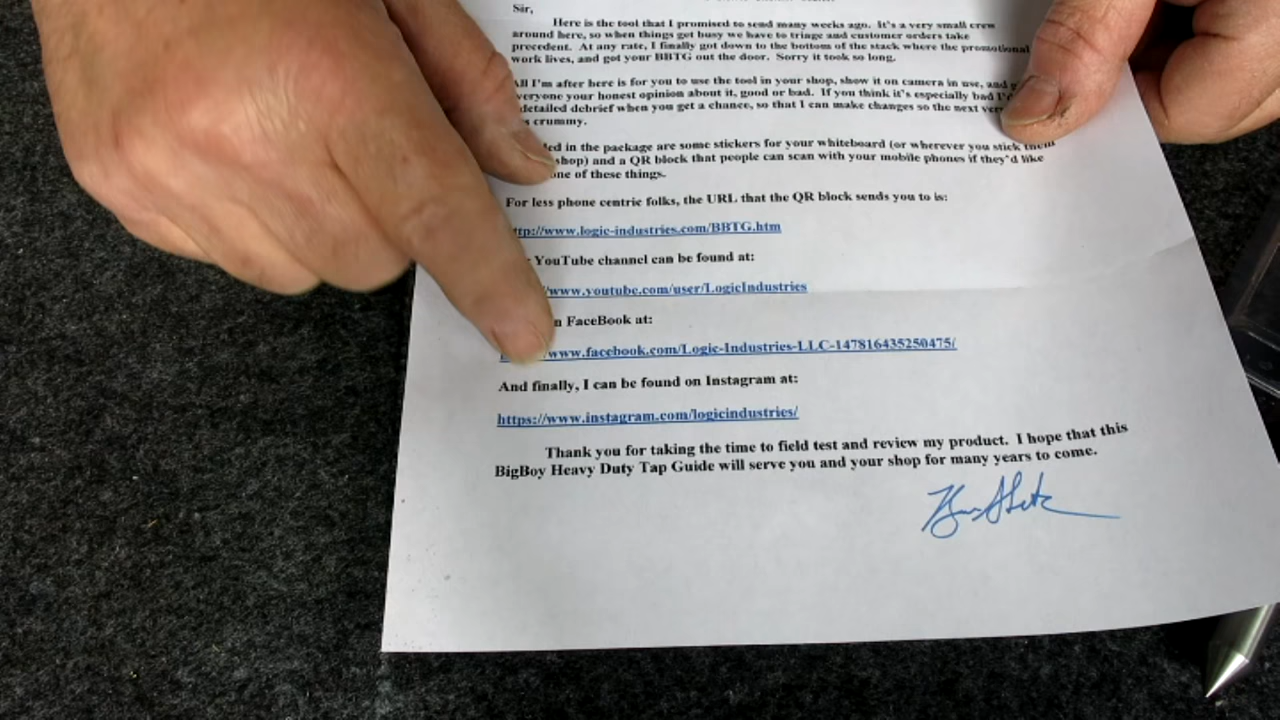 Sir,
Here is the tool that I promised to send many weeks ago. It's a very small crew
around here, so when things get busy we have to triage and customer orders take
precedent. At any rate, I finally got down to the bottom of the stack where the promotional
work lives, and got your BBTG out the door. Sorry it took so long.
All I'm after here is for you to use the tool in your shop, show it on camera in use, and
everyone your honest opinion about it, good or bad. If you think it's especially bad
detailed debrief when you get a chance, so that I can make changes so the next
crummy.
in the package are some stickers for your whiteboard (or wherever you stick them
shop) and a QR block that people can scan with your mobile phones if they'd like
one of these things.
For less phone centric folks, the URL that the QR block sends you to is:
ttp://www.logic-industries.com/BBTG.htm
YouTube channel can be found at:
/www.youtube.com/user/LogicIndustries
n FaceBook at:
www.facebook.com/Logic-Industries-LLC-147816435250475/
And finally, I can be found on Instagram at:
https://www.instagram.com/logicindustries/
Thank you for taking the time to field test and review my product. I hope that this
BigBoy Heavy Duty Tap Guide will serve you and your shop for many years to come.